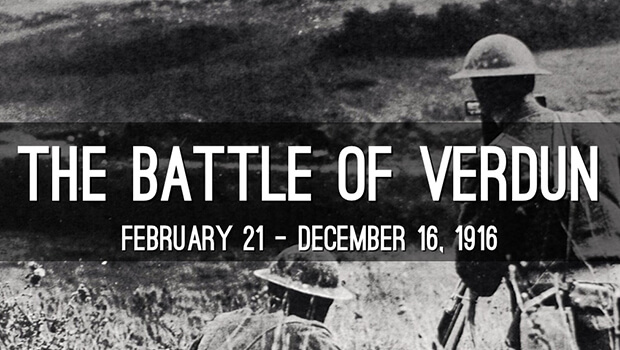 THE BATTLE OF VERDUN
FEBRUARY 21 - DECEMBER 16, 1916